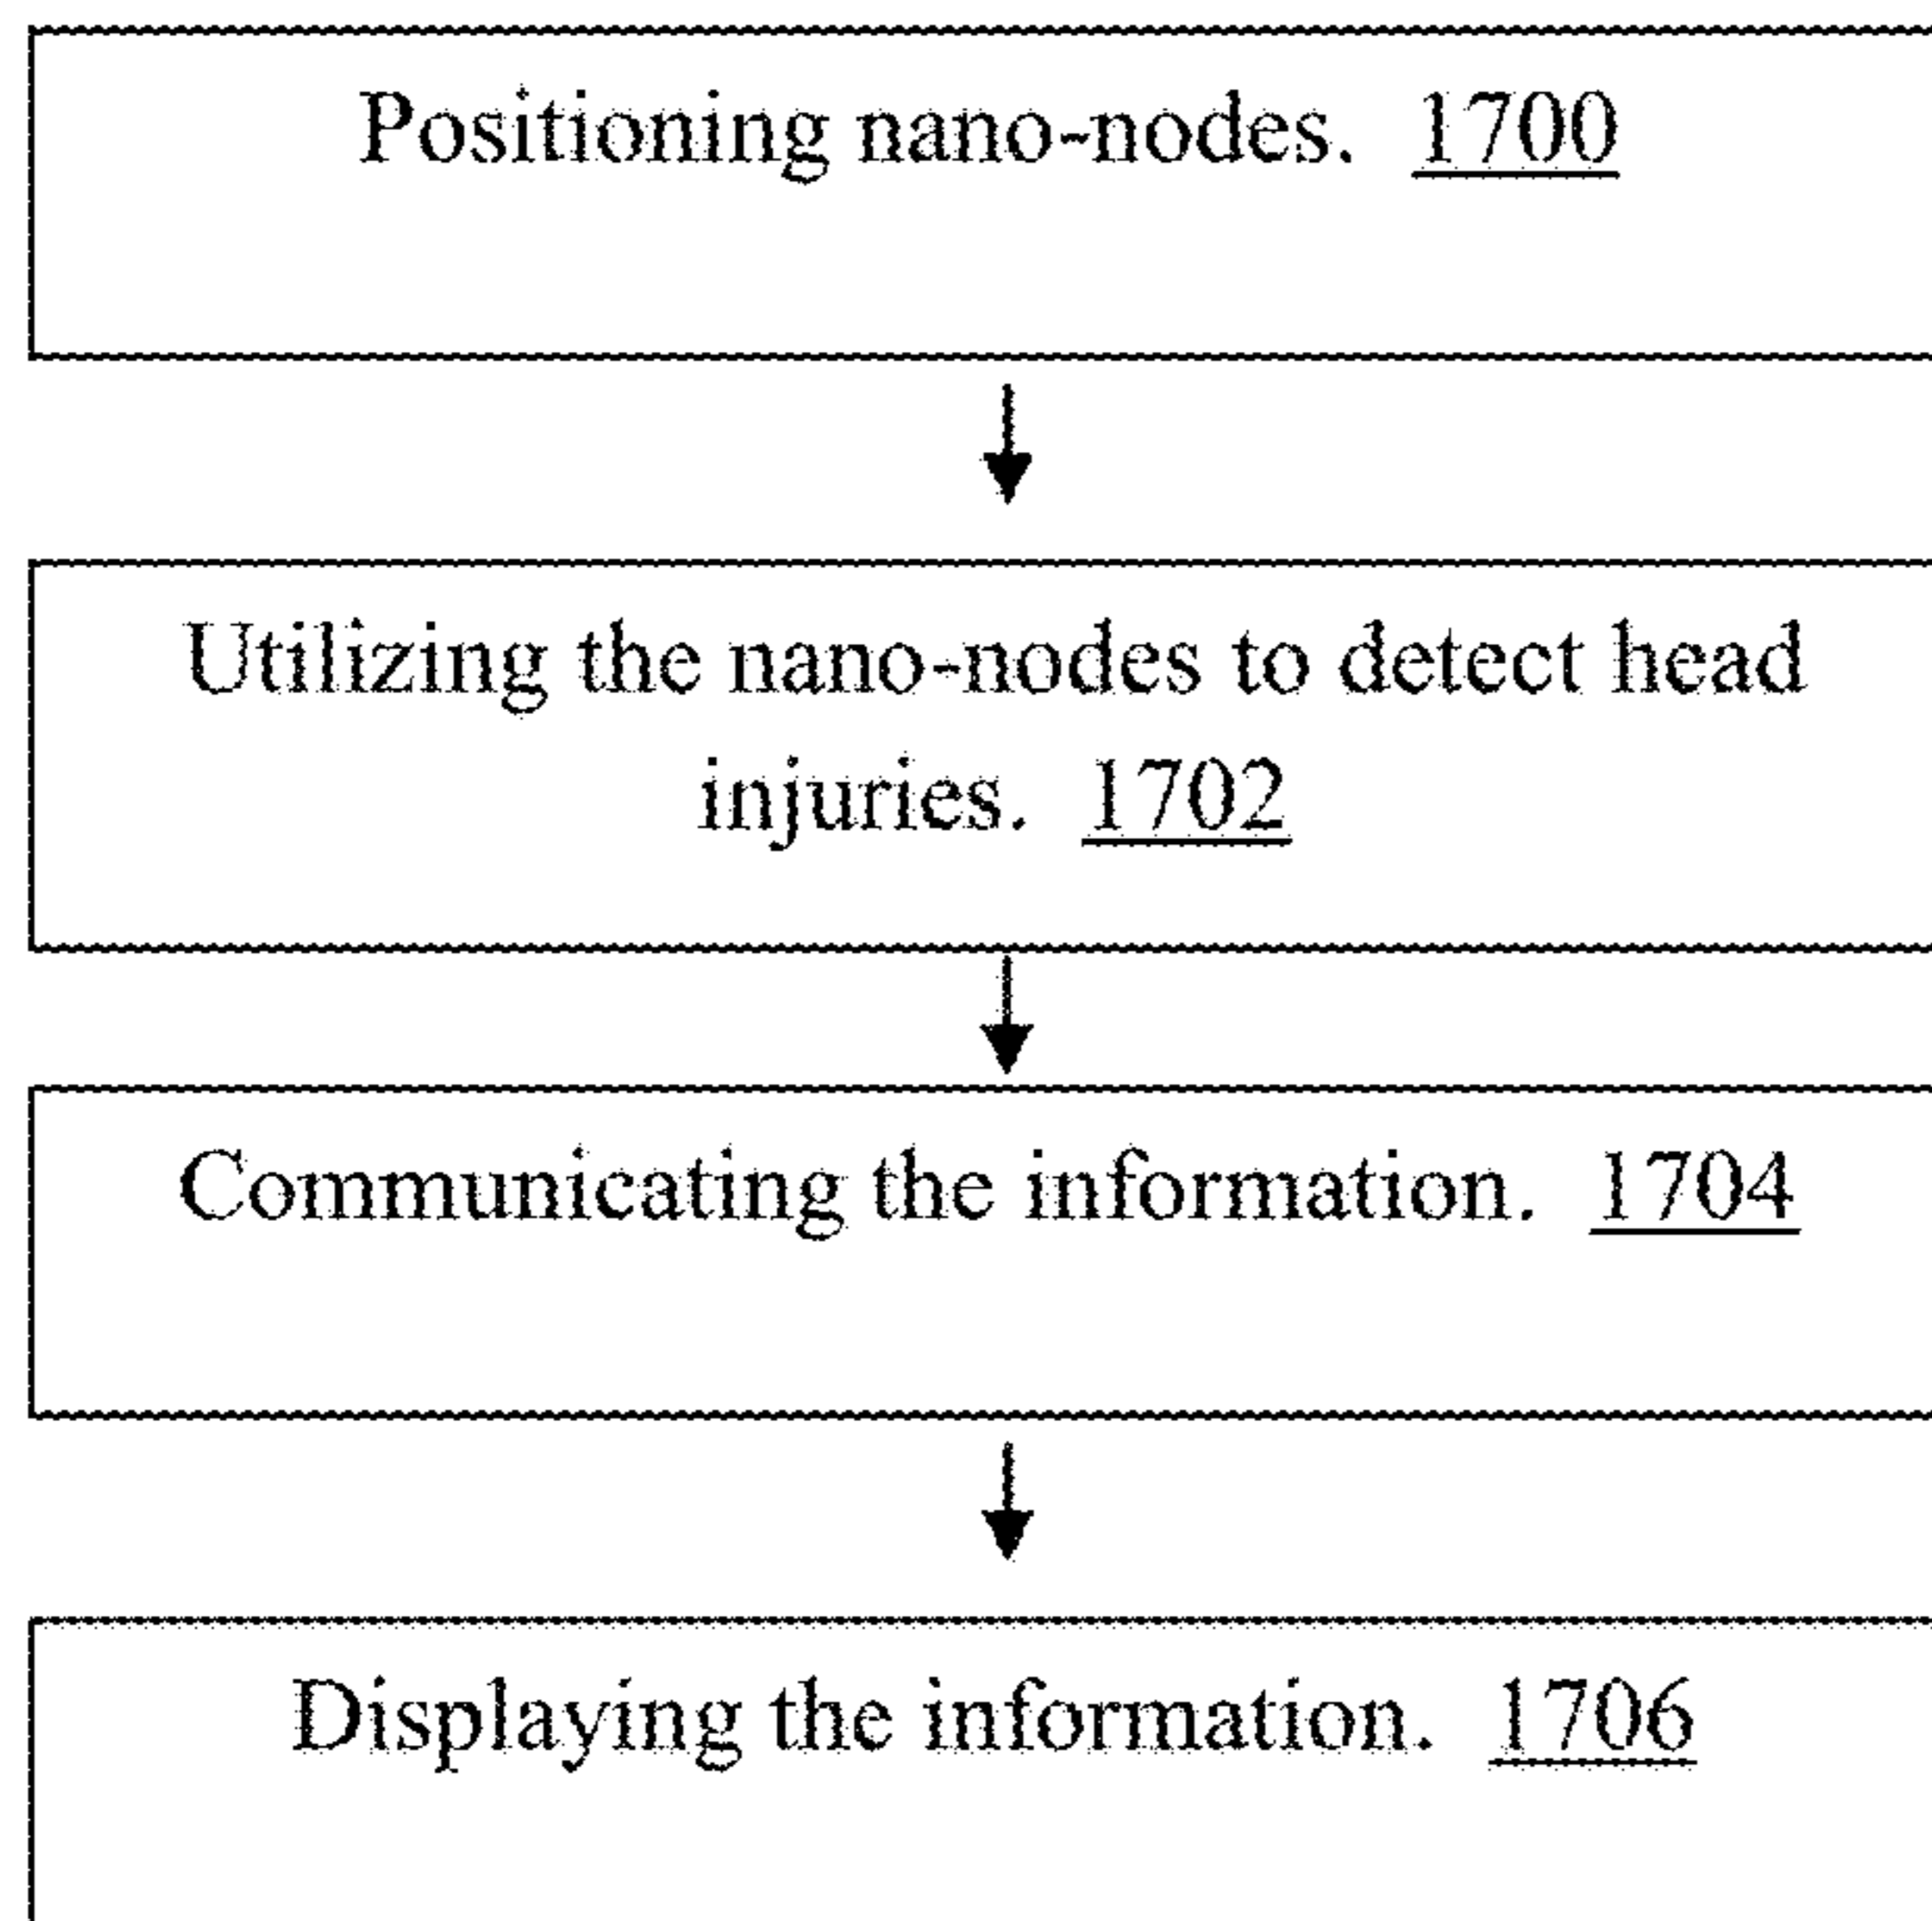 Positioning nano-nodes. 1700
Utilizing the nano-nodes to detect head
injuries. 1702
Communicating the information. 1704
Displaying the information. 1706